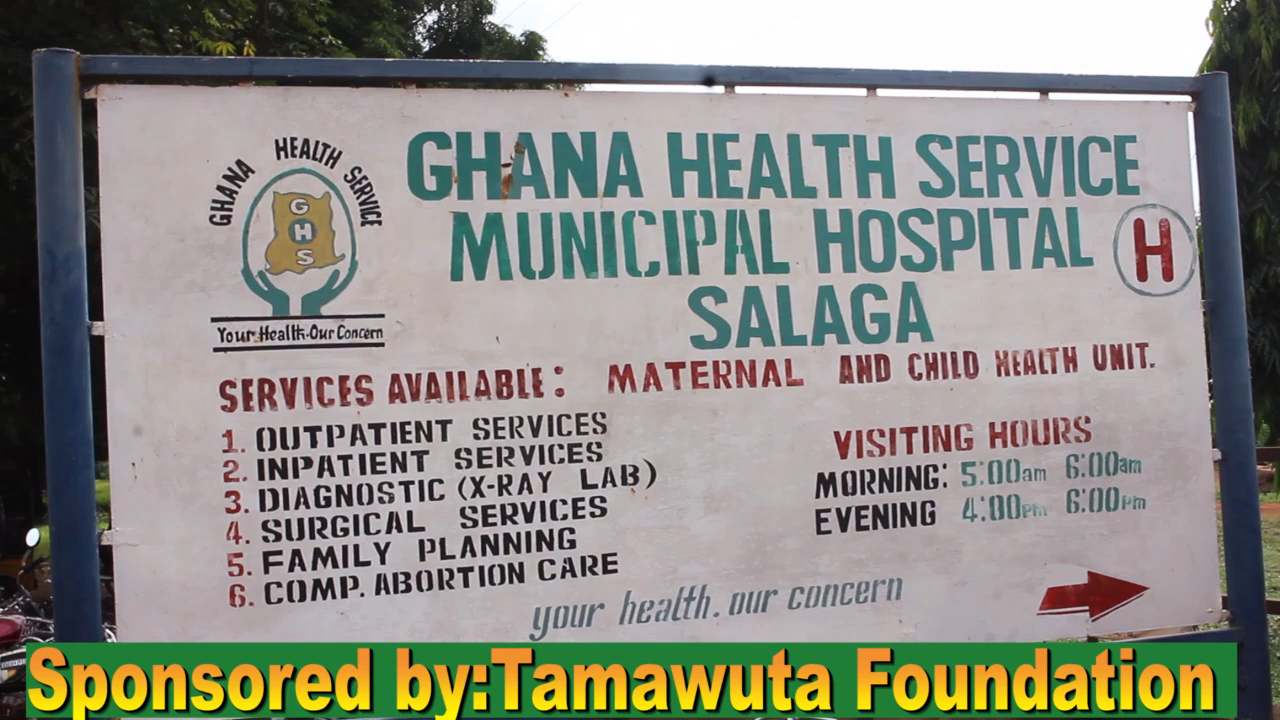 GHANA HEALTH SERVICE
GHS
Your Health-Our Concern
GHANA HEALTH SERVICE
MUNICIPAL HOSPITAL
H
SALAGA
SERVICES AVAILABLE: MATERNAL AND CHILD HEALTH UNIT.
1. OUTPATIENT SERVICES
2. INPATIENT SERVICES
3. DIAGNOSTIC (X-RAY LAB)
4. SURGICAL SERVICES
5. FAMILY PLANNING
6. COMP. ABORTION CARE
VISITING HOURS
MORNING: 5:00am 6:00am
EVENING 4:00pm 6:00pm
your health. our concern
Sponsored by:Tamawuta Foundation